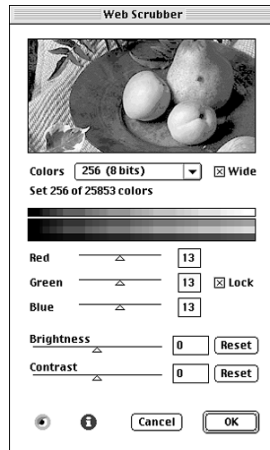 Web Scrubber
Colors 256 (8 bits) Wide
Set 256 of 25853 colors
Red 13
Green 13 Lock
Blue 13
Brightness
0 Reset
Contrast
0 Reset
Cancel OK